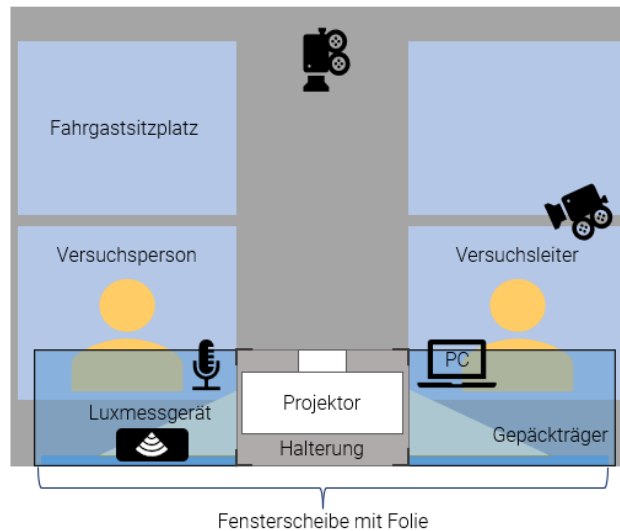 Fahrgastsitzplatz
Versuchsperson
Versuchsleiter
PC
Projektor
Luxmessgerät
Gepäckträger
Halterung
Fensterscheibe mit Folie